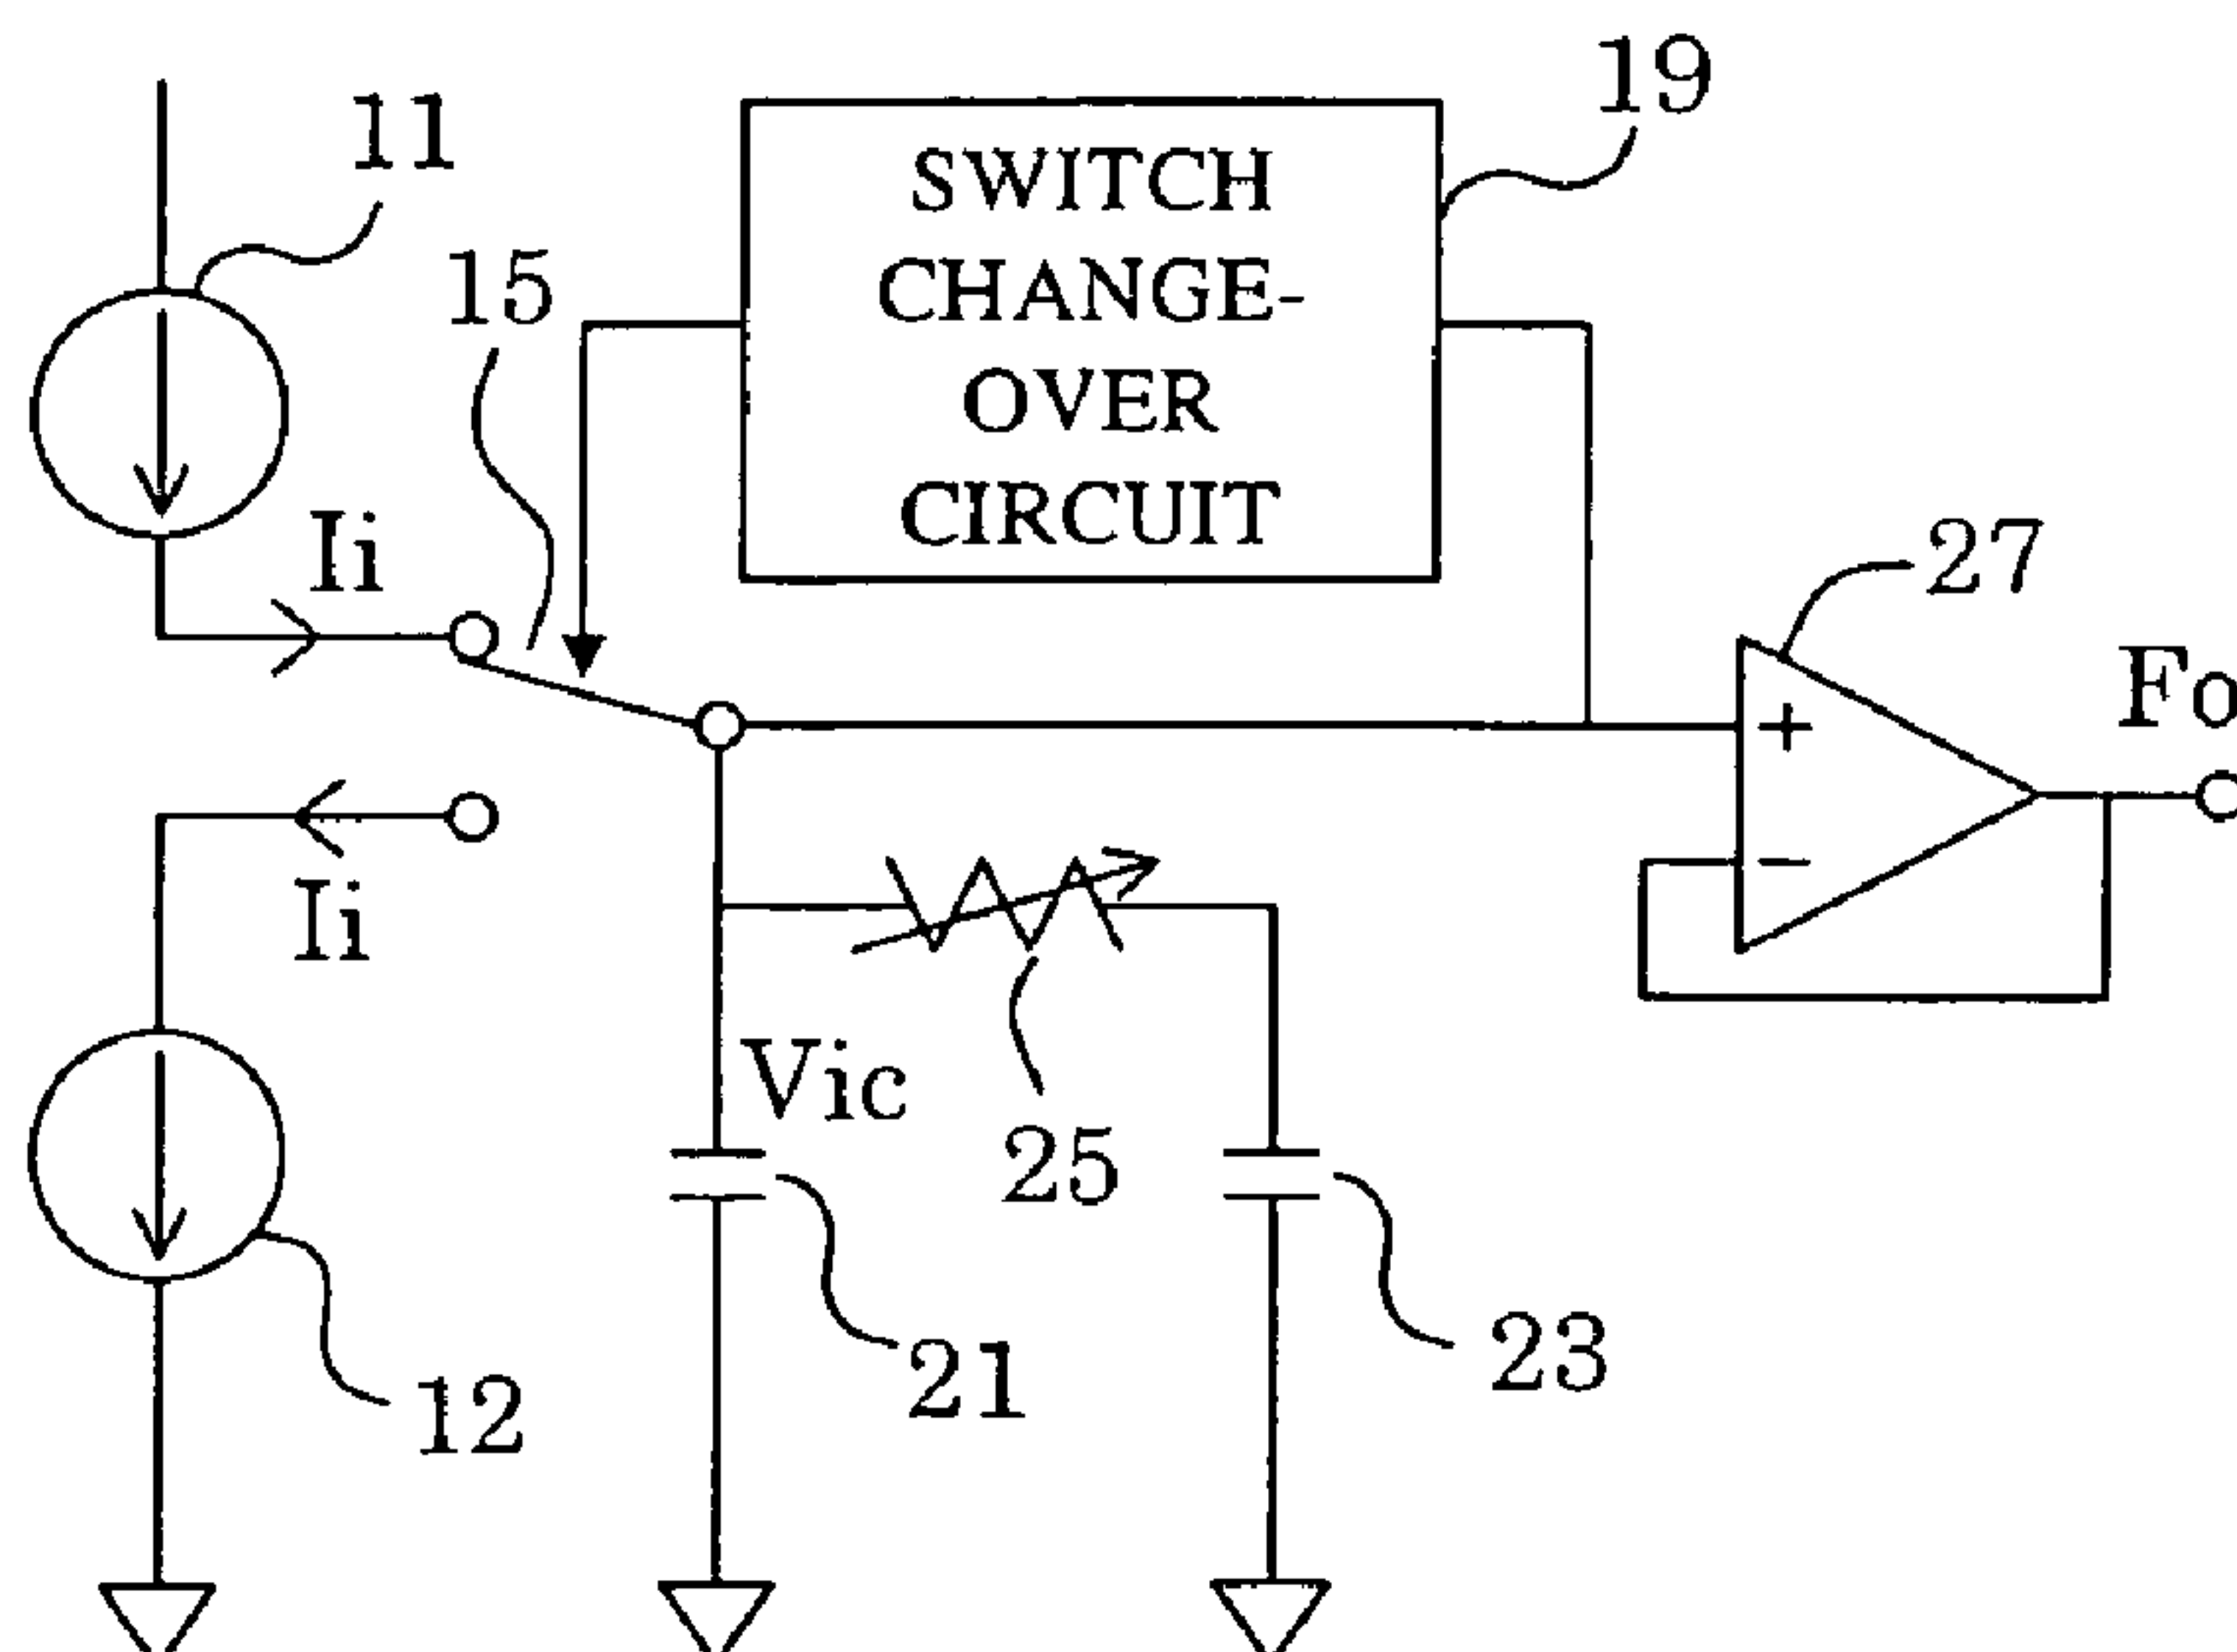 19
11
SWITCH
CHANGE-
OVER
CIRCUIT
15
Ii
27
Fo
+
−
Ii
Vic
25
21
23
12